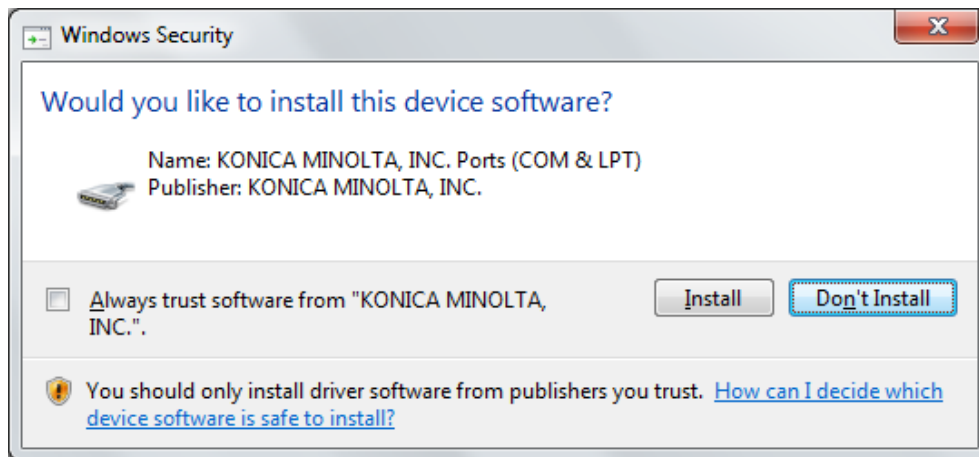 Windows Security
Would you like to install this device software?
Name: KONICA MINOLTA, INC. Ports (COM & LPT)
Publisher: KONICA MINOLTA, INC.
Always trust software from "KONICA MINOLTA,
INC.".
Install
Don't Install
You should only install driver software from publishers you trust. How can I decide which
device software is safe to install?